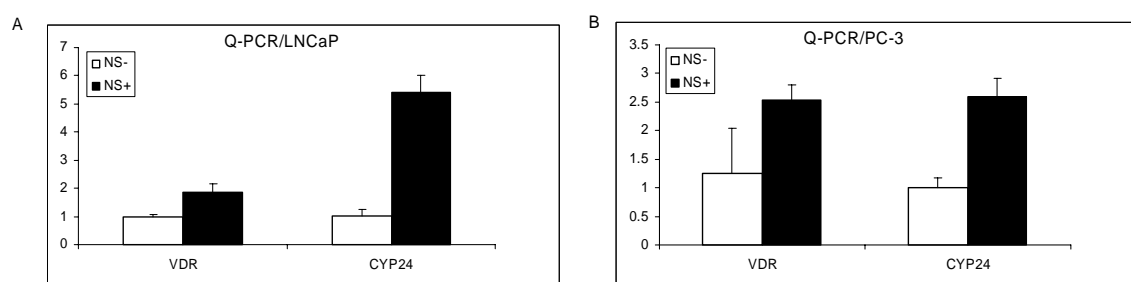 A
Q-PCR/LNCaP
NS-
NS+
7
6
5
4
3
2
1
0
VDR
CYP24
B
Q-PCR/PC-3
NS-
NS+
3.5
3
2.5
2
1.5
1
0.5
0
VDR
CYP24